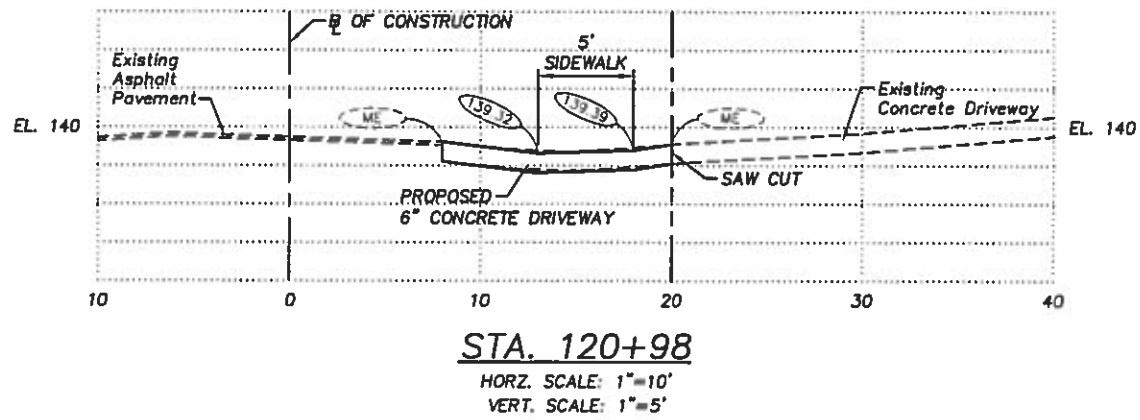 ℄ OF CONSTRUCTION
5'
SIDEWALK
Existing
Asphalt
Pavement
ME
139.32
139.39
ME
Existing
Concrete Driveway
EL. 140
EL. 140
SAW CUT
PROPOSED
6" CONCRETE DRIVEWAY
10 0 10 20 30 40
STA. 120+98
HORZ. SCALE: 1"=10'
VERT. SCALE: 1"=5'